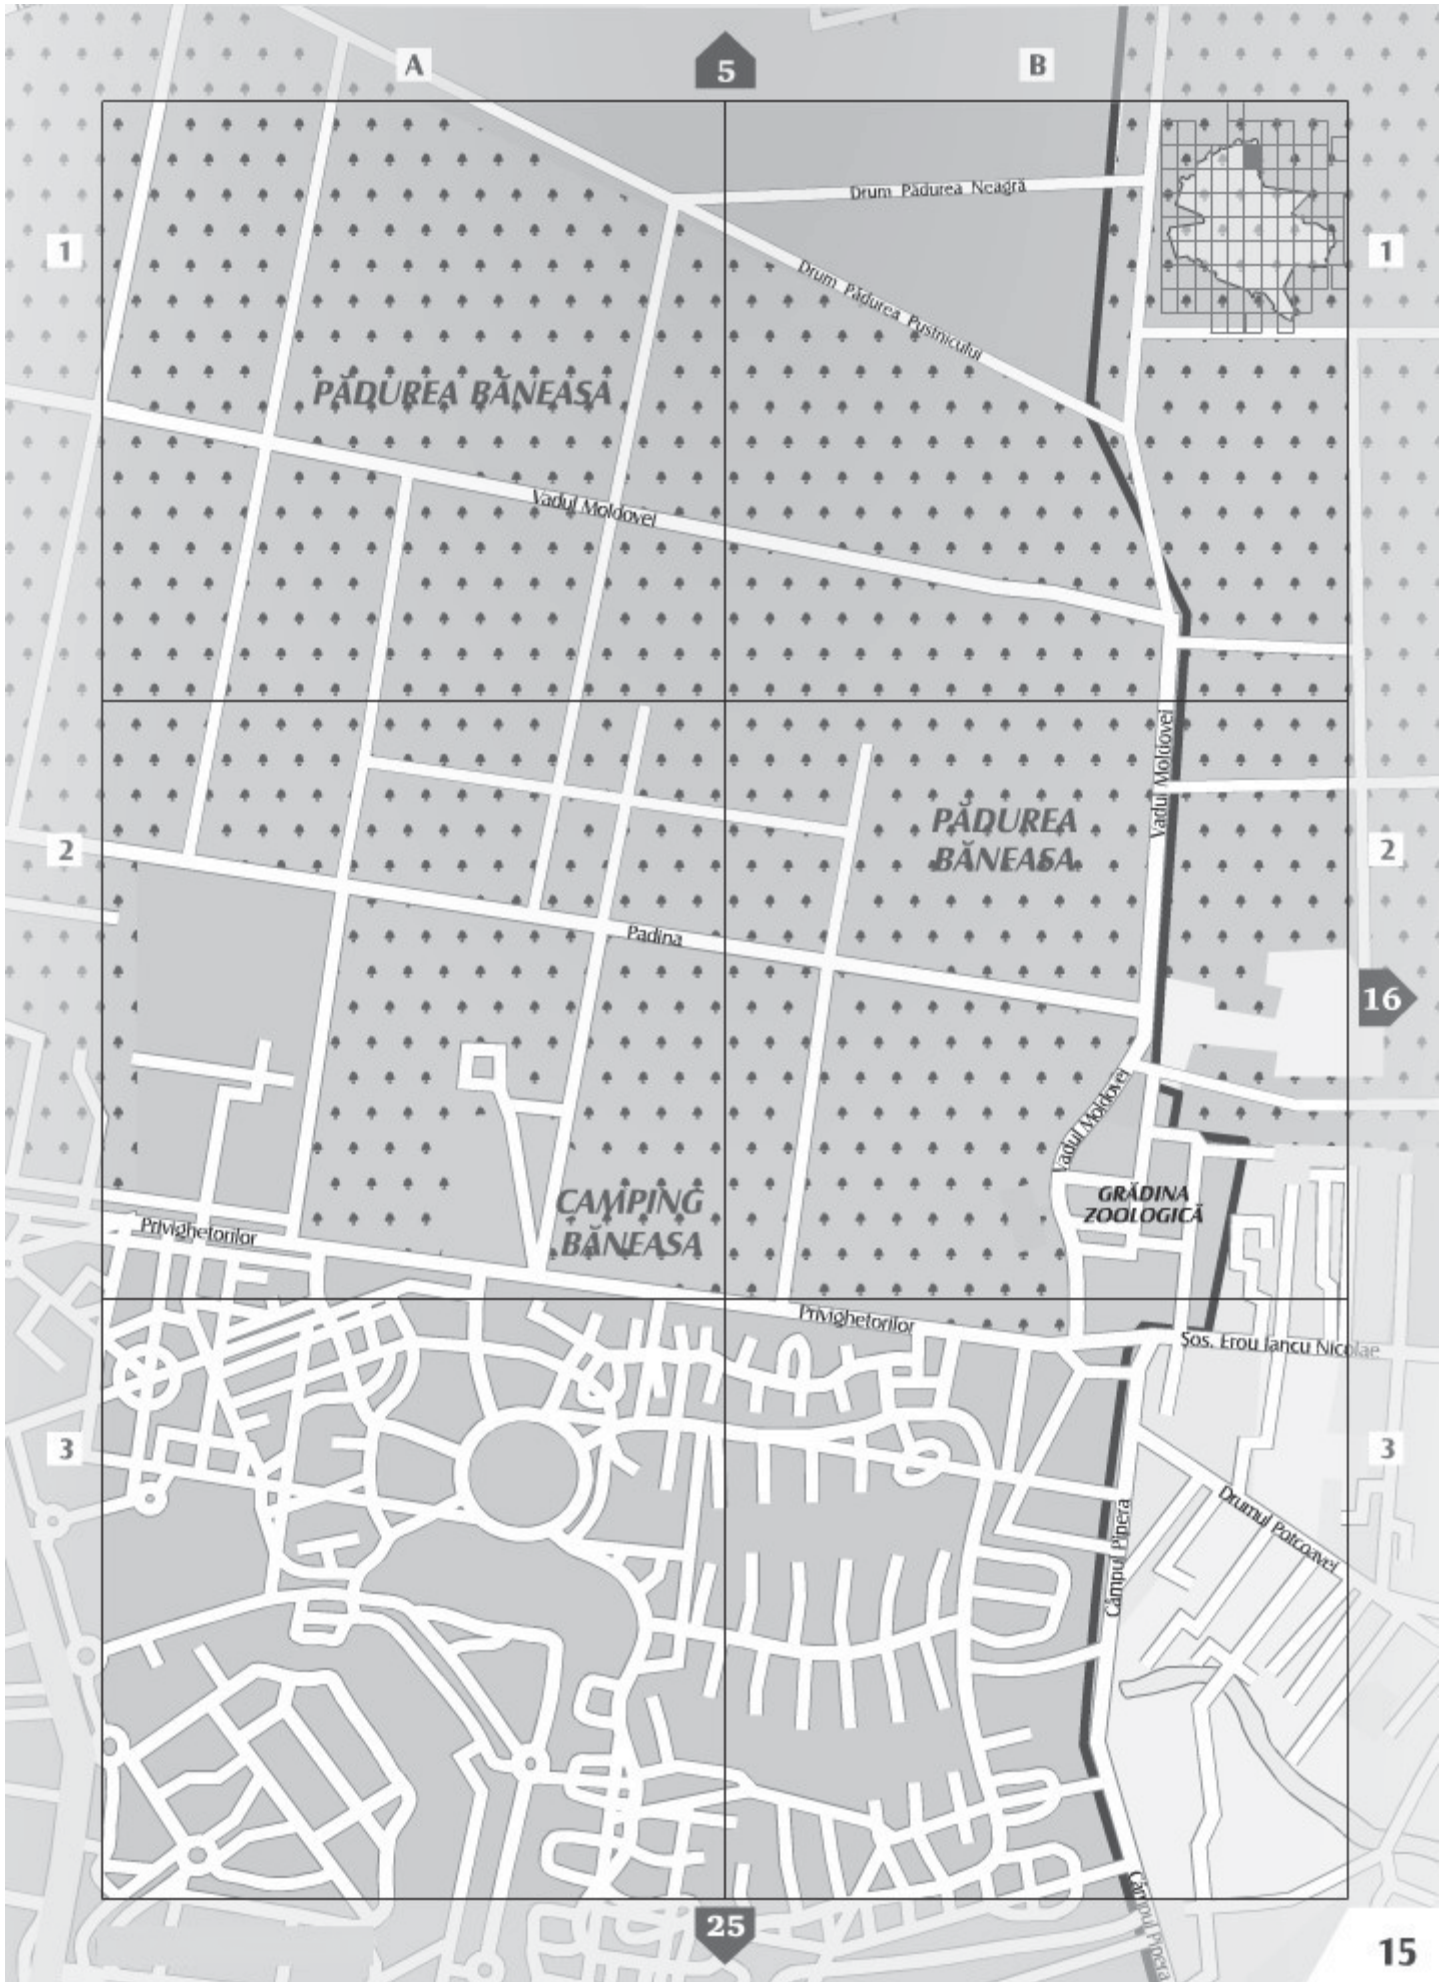 A
5
B
Drum Pădurea Neagră
1
1
Drum Pădurea Pustnicului
PĂDUREA BĂNEASA
Vadul Moldovei
Vadul Moldovei
PĂDUREA
BĂNEASA
2
2
Padina
16
Vadul Moldovei
GRĂDINA
ZOOLOGICĂ
CAMPING
BĂNEASA
Privighetorilor
Privighetorilor
Șos. Erou Iancu Nicolae
3
3
Drumul Potcoavei
Câmpul Pipera
Câmpul Pipera
25
15